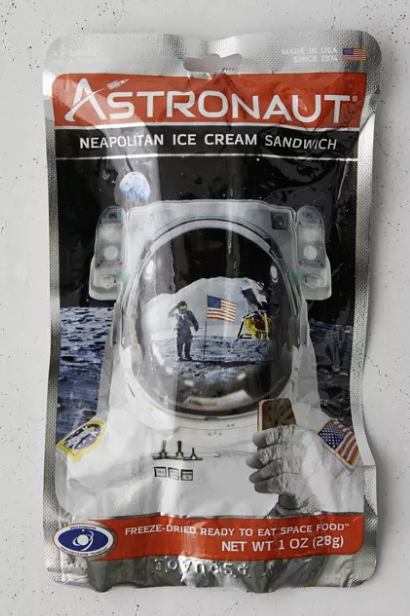 MADE IN USA
SINCE 1974
ASTRONAUT®
NEAPOLITAN ICE CREAM SANDWICH
FREEZE-DRIED READY TO EAT SPACE FOOD™
NET WT 1 OZ (28g)